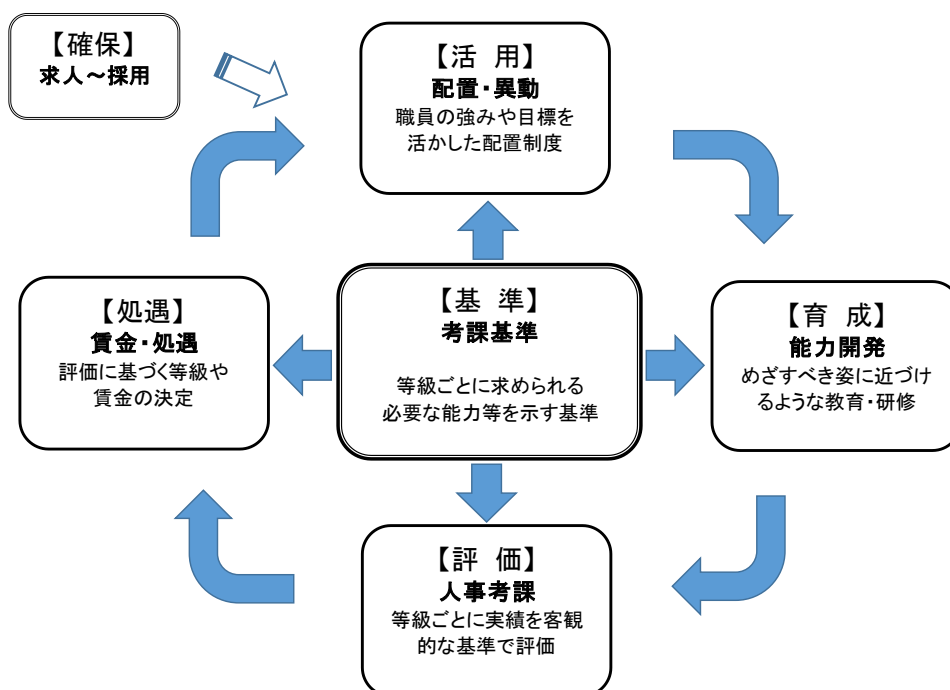 【確保】
求人～採用
【活 用】
配置・異動
職員の強みや目標を
活かした配置制度
【処遇】
賃金・処遇
評価に基づく等級や
賃金の決定
【基 準】
考課基準
等級ごとに求められる
必要な能力等を示す基準
【育 成】
能力開発
めざすべき姿に近づけ
るような教育・研修
【評 価】
人事考課
等級ごとに実績を客観
的な基準で評価